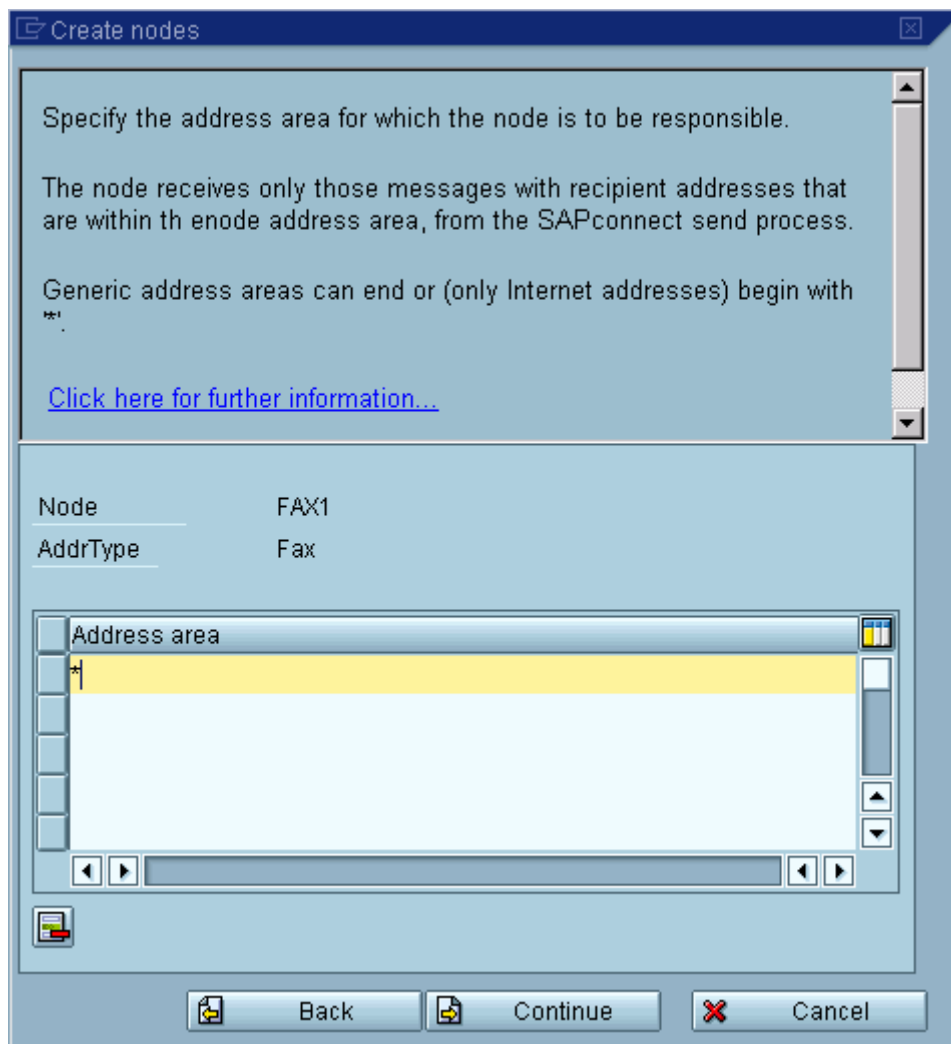 Create nodes
Specify the address area for which the node is to be responsible.
The node receives only those messages with recipient addresses that
are within th enode address area, from the SAPconnect send process.
Generic address areas can end or (only Internet addresses) begin with
'*'.
Click here for further information...
Node FAX1
AddrType Fax
Address area
*
Back Continue Cancel